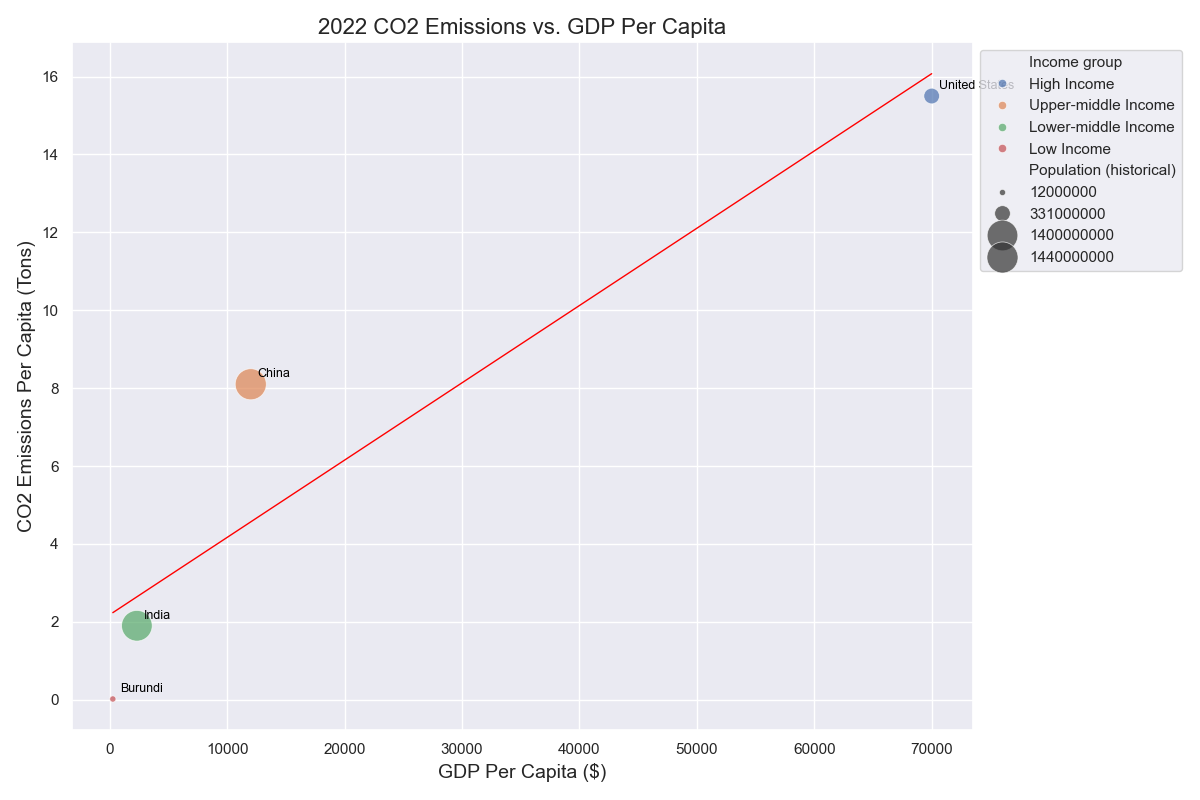 2022 CO2 Emissions vs. GDP Per Capita
CO2 Emissions Per Capita (Tons)
16
14
12
10
8
6
4
2
0
United States
China
India
Burundi
0 10000 20000 30000 40000 50000 60000 70000
GDP Per Capita ($)
Income group
High Income
Upper-middle Income
Lower-middle Income
Low Income
Population (historical)
12000000
331000000
1400000000
1440000000